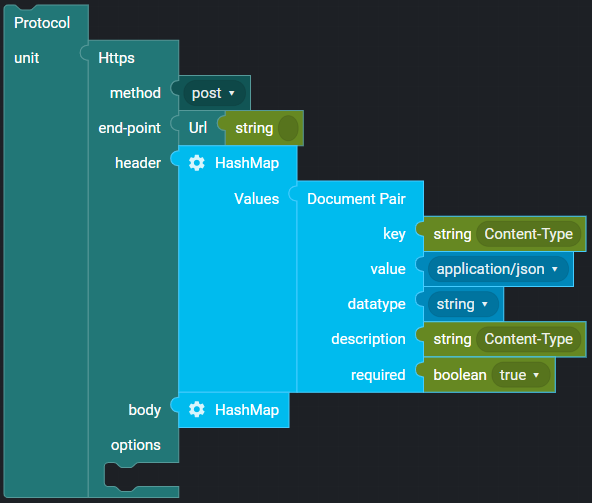 Protocol
unit Https
method post
end-point Url string
header HashMap
Values Document Pair
key string Content-Type
value application/json
datatype string
description string Content-Type
required boolean true
body HashMap
options